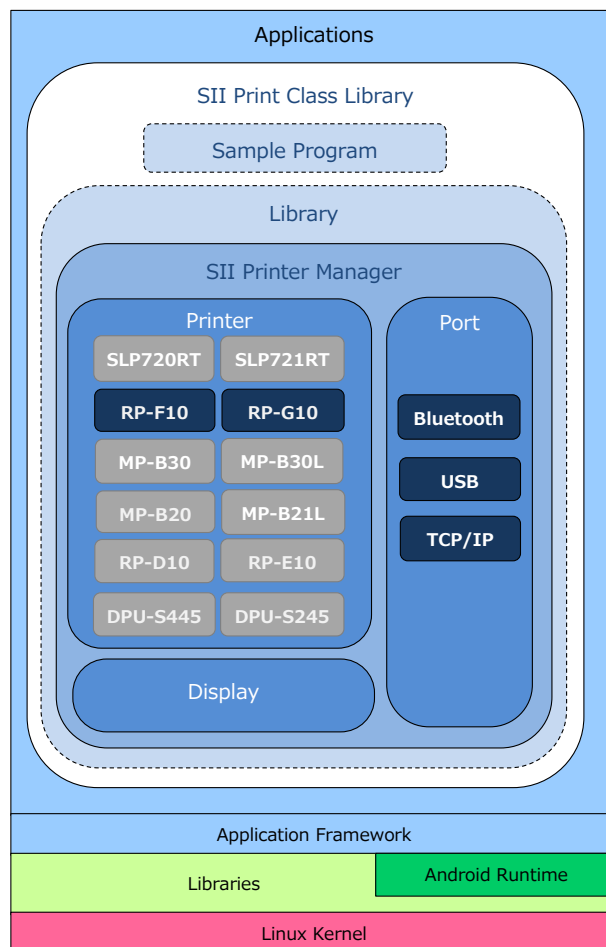 Applications
SII Print Class Library
Sample Program
Library
SII Printer Manager
Printer
Port
SLP720RT SLP721RT
RP-F10 RP-G10
Bluetooth
MP-B30 MP-B30L
USB
MP-B20 MP-B21L
TCP/IP
RP-D10 RP-E10
DPU-S445 DPU-S245
Display
Application Framework
Android Runtime
Libraries
Linux Kernel